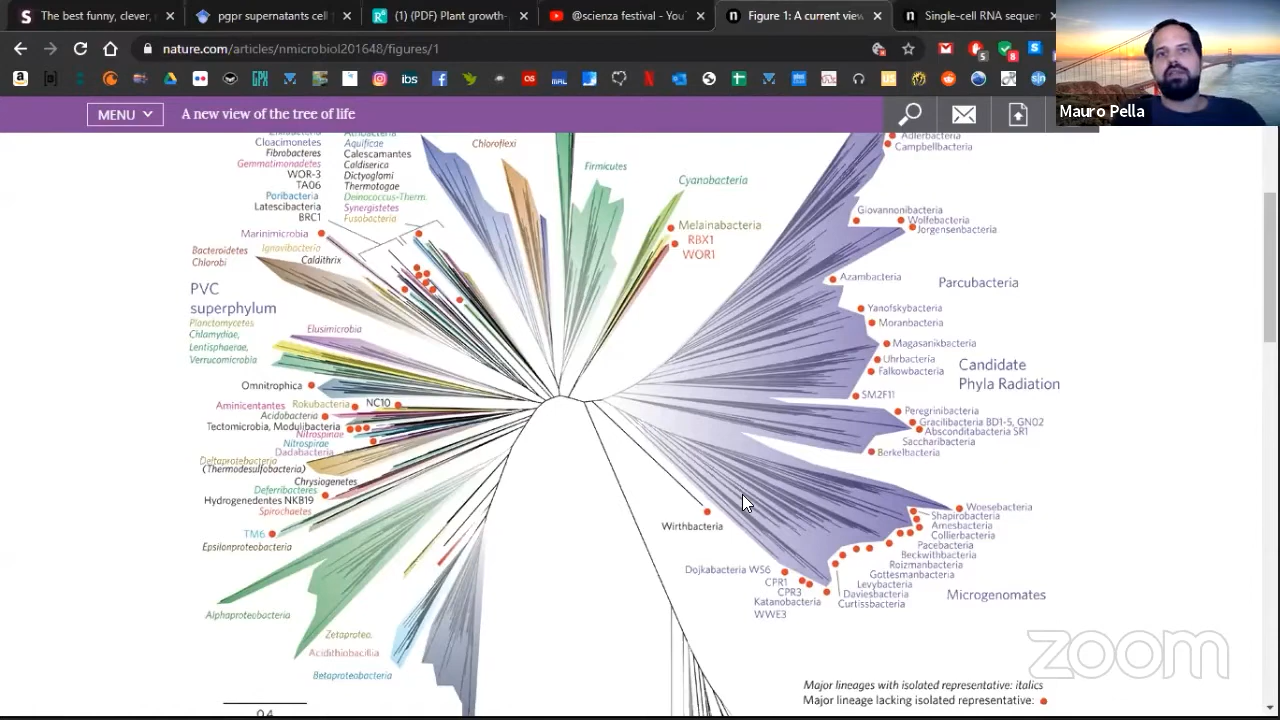 The best funny, clever,
pgpr supernatants cell
(1) (PDF) Plant growth-
@scienza festival - You
Figure 1: A current view
Single-cell RNA sequen
nature.com/articles/nmicrobiol201648/figures/1
Mauro Pella
MENU
A new view of the tree of life
Cloacimonetes
Fibrobacteres
Gemmatimonadetes
WOR-3
TA06
Poribacteria
Latescibacteria
BRC1
Aquificae
Calescamantes
Caldiserica
Dictyoglomi
Thermotogae
Deinococcus-Therm.
Synergistetes
Fusobacteria
Chloroflexi
Firmicutes
Cyanobacteria
Melainabacteria
RBX1
WOR1
Adlerbacteria
Campbellbacteria
Giovannonibacteria
Wolfebacteria
Jorgensenbacteria
Azambacteria
Parcubacteria
Yanofskybacteria
Moranbacteria
Magasanikbacteria
Uhrbacteria
Falkowbacteria
Candidate
Phyla Radiation
SM2F11
Peregrinibacteria
Gracilibacteria BD1-5, GN02
Absconditabacteria SR1
Saccharibacteria
Berkelbacteria
Marinimicrobia
Bacteroidetes
Chlorobi
Ignavibacteria
Caldithrix
PVC
superphylum
Planctomycetes
Chlamydiae,
Lentisphaerae,
Verrucomicrobia
Elusimicrobia
Omnitrophica
Aminicentantes
Rokubacteria
NC10
Acidobacteria
Tectomicrobia, Modulibacteria
Nitrospinae
Nitrospirae
Dadabacteria
Deltaprotebacteria
(Thermodesulfobacteria)
Chrysiogenetes
Deferribacteres
Hydrogenedentes NKB19
Spirochaetes
TM6
Epsilonproteobacteria
Alphaproteobacteria
Zetaproteo.
Acidithiobacillia
Betaproteobacteria
Wirthbacteria
Woesebacteria
Shapirobacteria
Amesbacteria
Collierbacteria
Pacebacteria
Beckwithbacteria
Roizmanbacteria
Gottesmanbacteria
Levybacteria
Daviesbacteria
Curtissbacteria
Microgenomates
Dojkabacteria WS6
CPR1
CPR3
Katanobacteria
WWE3
zoom
Major lineages with isolated representative: italics
Major lineage lacking isolated representative: